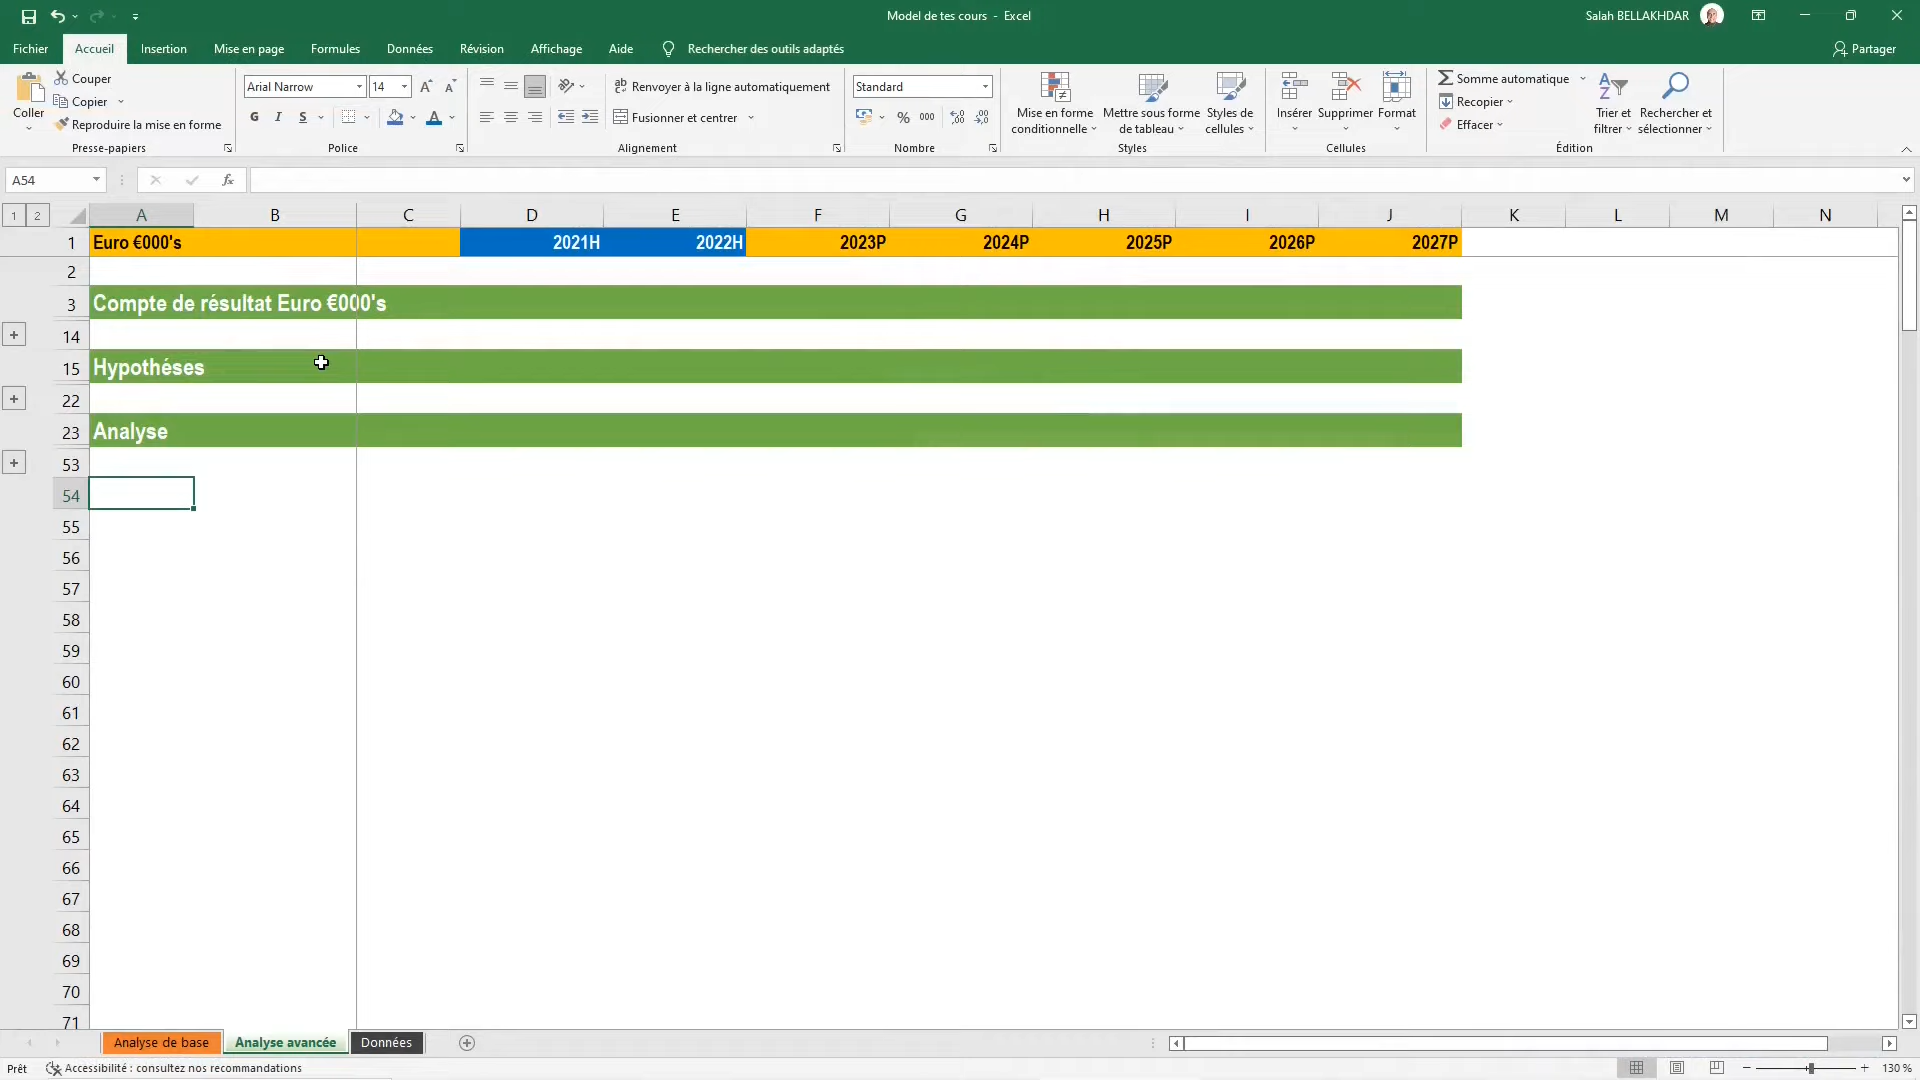 Model de tes cours - Excel
Salah BELLAKHDAR
Fichier Accueil Insertion Mise en page Formules Données Révision Affichage Aide Rechercher des outils adaptés Partager
Coller
Couper
Copier
Reproduire la mise en forme
Presse-papiers
Arial Narrow 14
G I S
Police
Renvoyer à la ligne automatiquement
Fusionner et centrer
Alignement
Standard
% 000
Nombre
Mise en forme conditionnelle
Mettre sous forme de tableau
Styles de cellules
Styles
Insérer Supprimer Format
Cellules
Somme automatique
Recopier
Effacer
Trier et filtrer
Rechercher et sélectionner
Édition
A54
fx
1 2
A B C D E F G H I J K L M N
1 Euro €000's 2021H 2022H 2023P 2024P 2025P 2026P 2027P
2
3 Compte de résultat Euro €000's
14
15 Hypothéses
22
23 Analyse
53
54
55
56
57
58
59
60
61
62
63
64
65
66
67
68
69
70
71
Analyse de base Analyse avancée Données
Prêt Accessibilité : consultez nos recommandations 130 %